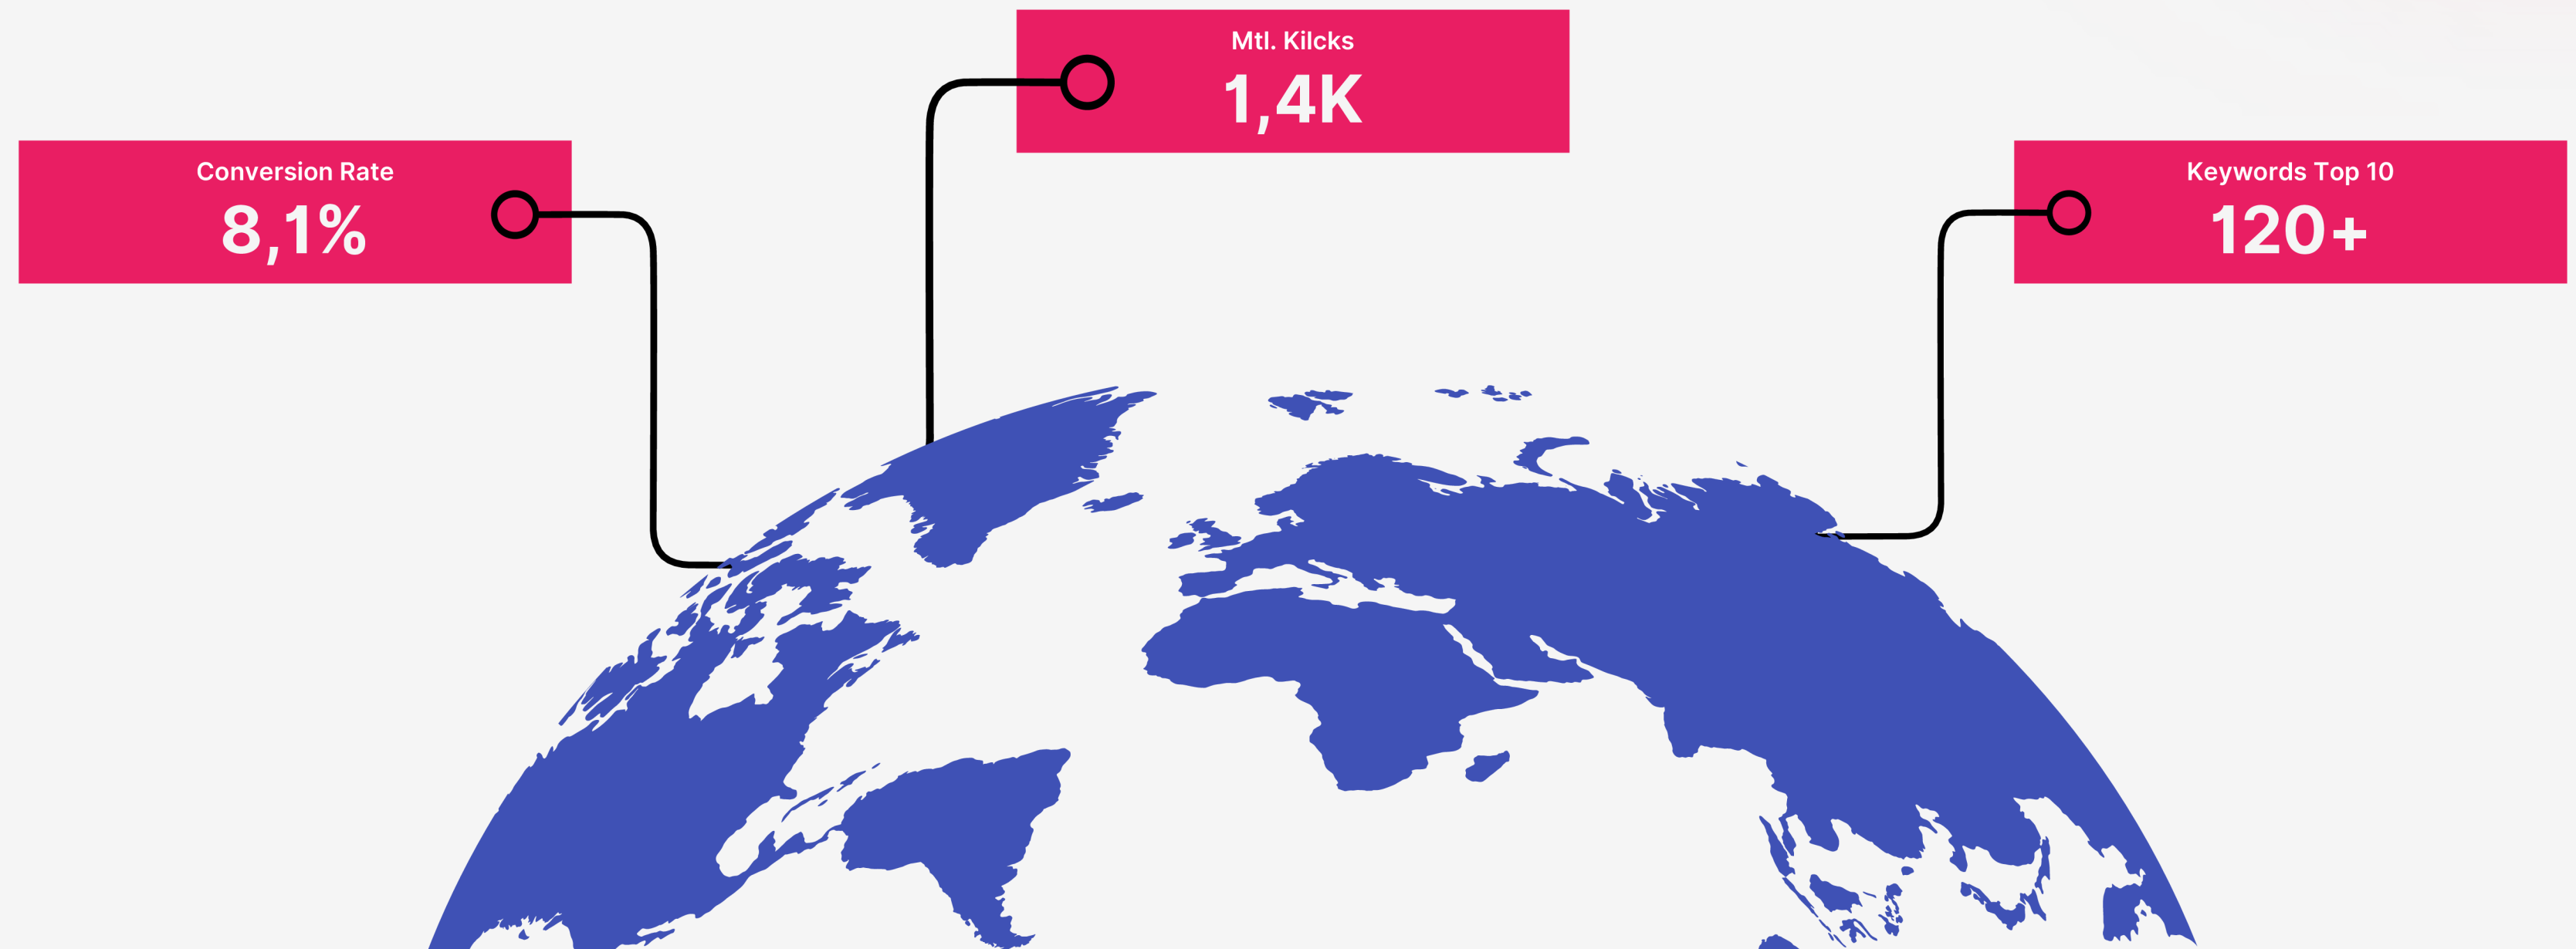 Mtl. Kilcks
1,4K
Conversion Rate
8,1%
Keywords Top 10
120+